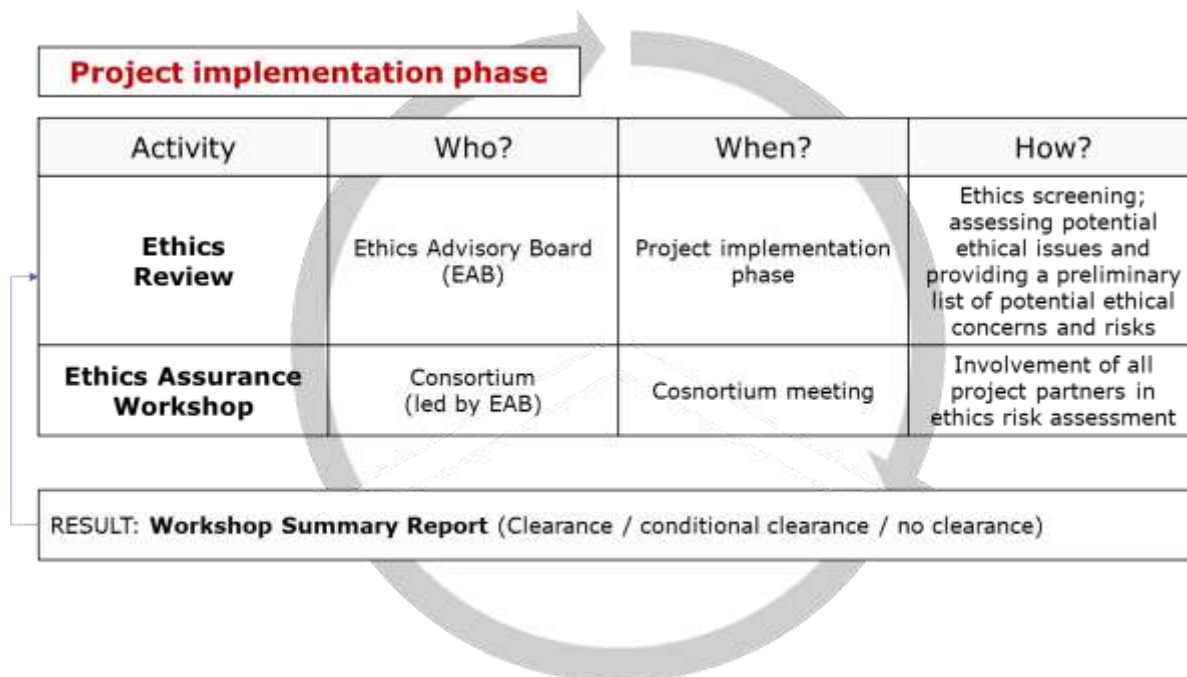 Project implementation phase
Activity
Who?
When?
How?
Ethics
Review
Ethics Advisory Board
(EAB)
Project implementation
phase
Ethics screening;
assessing potential
ethical issues and
providing a preliminary
list of potential ethical
concerns and risks
Ethics Assurance
Workshop
Consortium
(led by EAB)
Cosnortium meeting
Involvement of all
project partners in
ethics risk assessment
RESULT: Workshop Summary Report (Clearance / conditional clearance / no clearance)